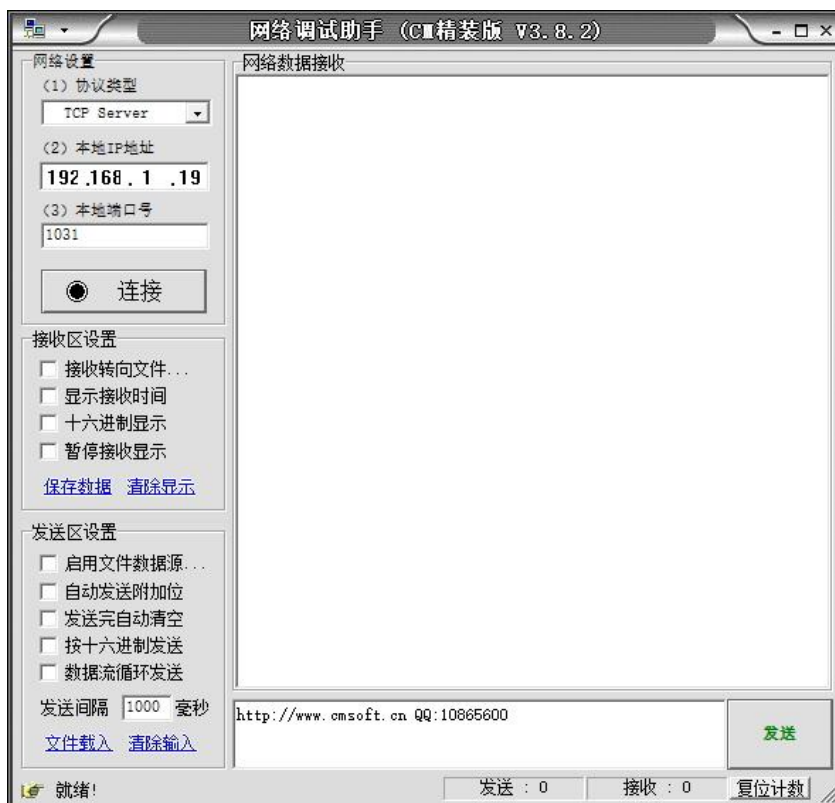 网络调试助手 (CM精装版 V3.8.2)
网络设置
(1) 协议类型
TCP Server
(2) 本地IP地址
192.168. 1 .19
(3) 本地端口号
1031
连接
接收区设置
接收转向文件...
显示接收时间
十六进制显示
暂停接收显示
保存数据 清除显示
发送区设置
启用文件数据源...
自动发送附加位
发送完自动清空
按十六进制发送
数据流循环发送
发送间隔 1000 毫秒
文件载入 清除输入
网络数据接收
http://www.cmsoft.cn QQ:10865600
发送
就绪!
发送 : 0
接收 : 0
复位计数